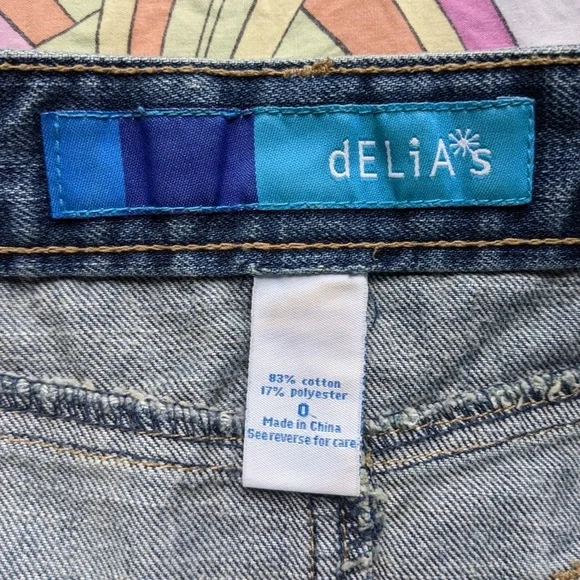 dELiA*s
83% cotton
17% polyester
0
Made in China
See reverse for care